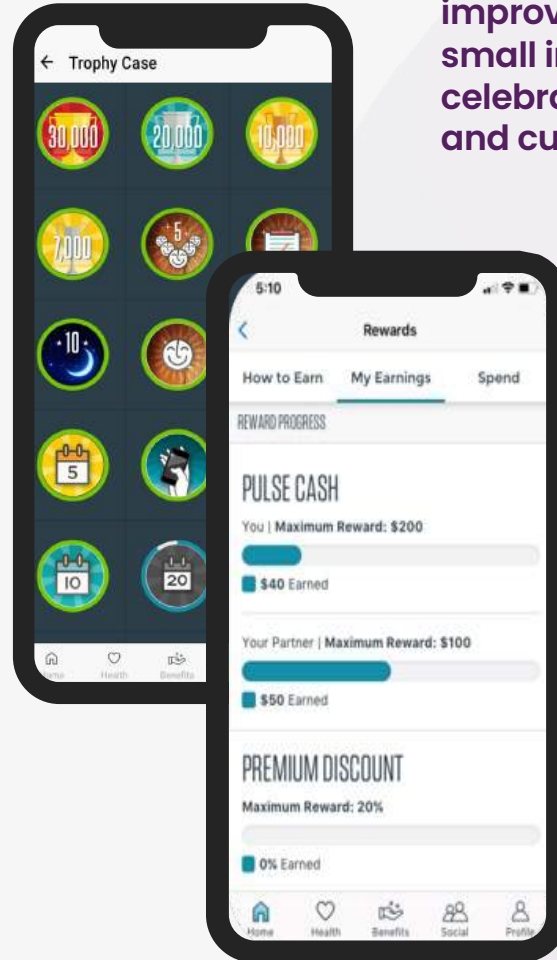 improv
small i
celebra
and cu
← Trophy Case
30,000
20,000
10,000
7,000
5
10
5
10
20
Home
Health
Benefits
5:10
Rewards
How to Earn
My Earnings
Spend
REWARD PROGRESS
PULSE CASH
You | Maximum Reward: $200
$40 Earned
Your Partner | Maximum Reward: $100
$50 Earned
PREMIUM DISCOUNT
Maximum Reward: 20%
0% Earned
Home
Health
Benefits
Social
Profile